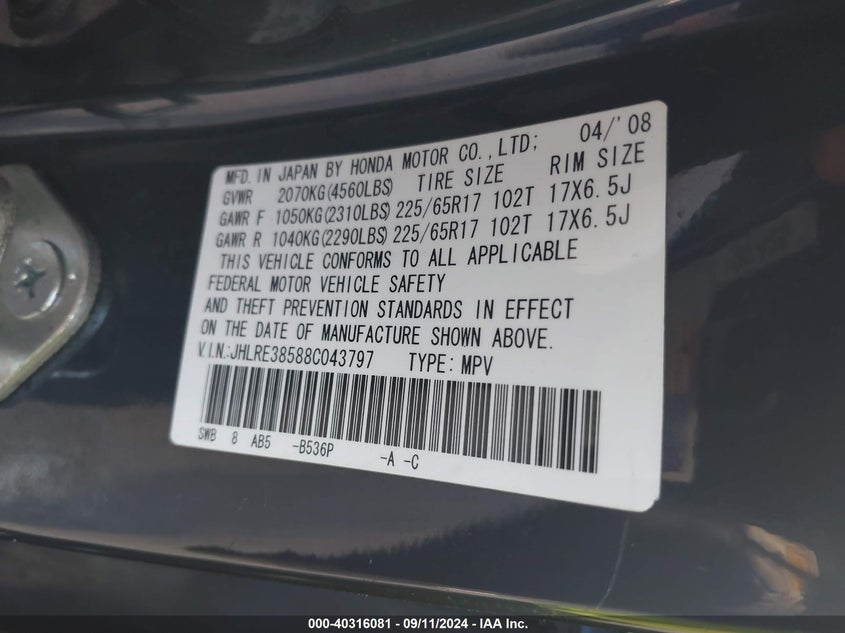 MFD. IN JAPAN BY HONDA MOTOR CO.,LTD; 04/'08
GVWR 2070KG(4560LBS) TIRE SIZE RIM SIZE
GAWR F 1050KG(2310LBS) 225/65R17 102T 17X6.5J
GAWR R 1040KG(2290LBS) 225/65R17 102T 17X6.5J
THIS VEHICLE CONFORMS TO ALL APPLICABLE
FEDERAL MOTOR VEHICLE SAFETY
AND THEFT PREVENTION STANDARDS IN EFFECT
ON THE DATE OF MANUFACTURE SHOWN ABOVE.
V.I.N.:JHLRE38588C043797 TYPE: MPV
SWB 8 AB5 -B536P -A -C
000-40316081 - 09/11/2024 - IAA Inc.